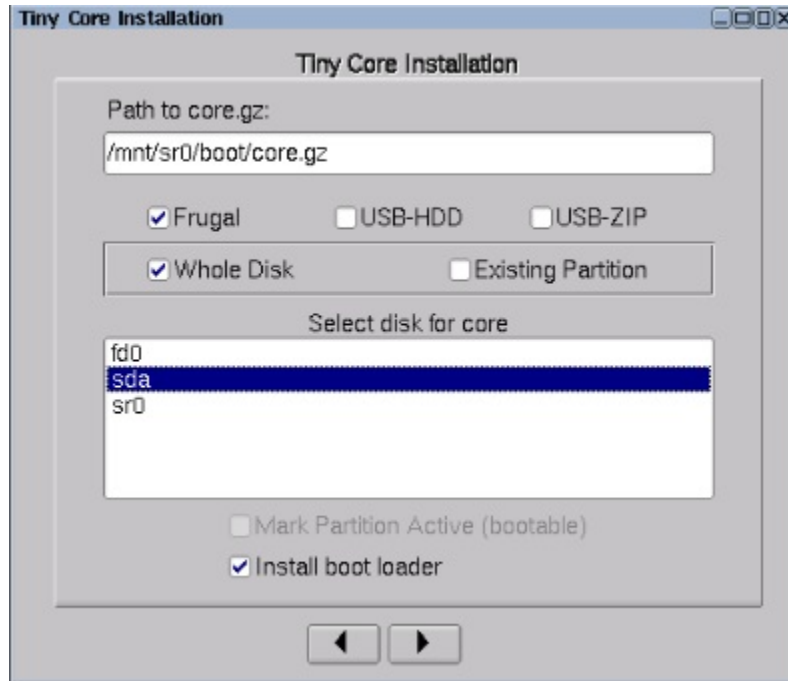 Tiny Core Installation
Tiny Core Installation
Path to core.gz:
/mnt/sr0/boot/core.gz
Frugal USB-HDD USB-ZIP
Whole Disk Existing Partition
Select disk for core
fd0
sda
sr0
Mark Partition Active (bootable)
Install boot loader